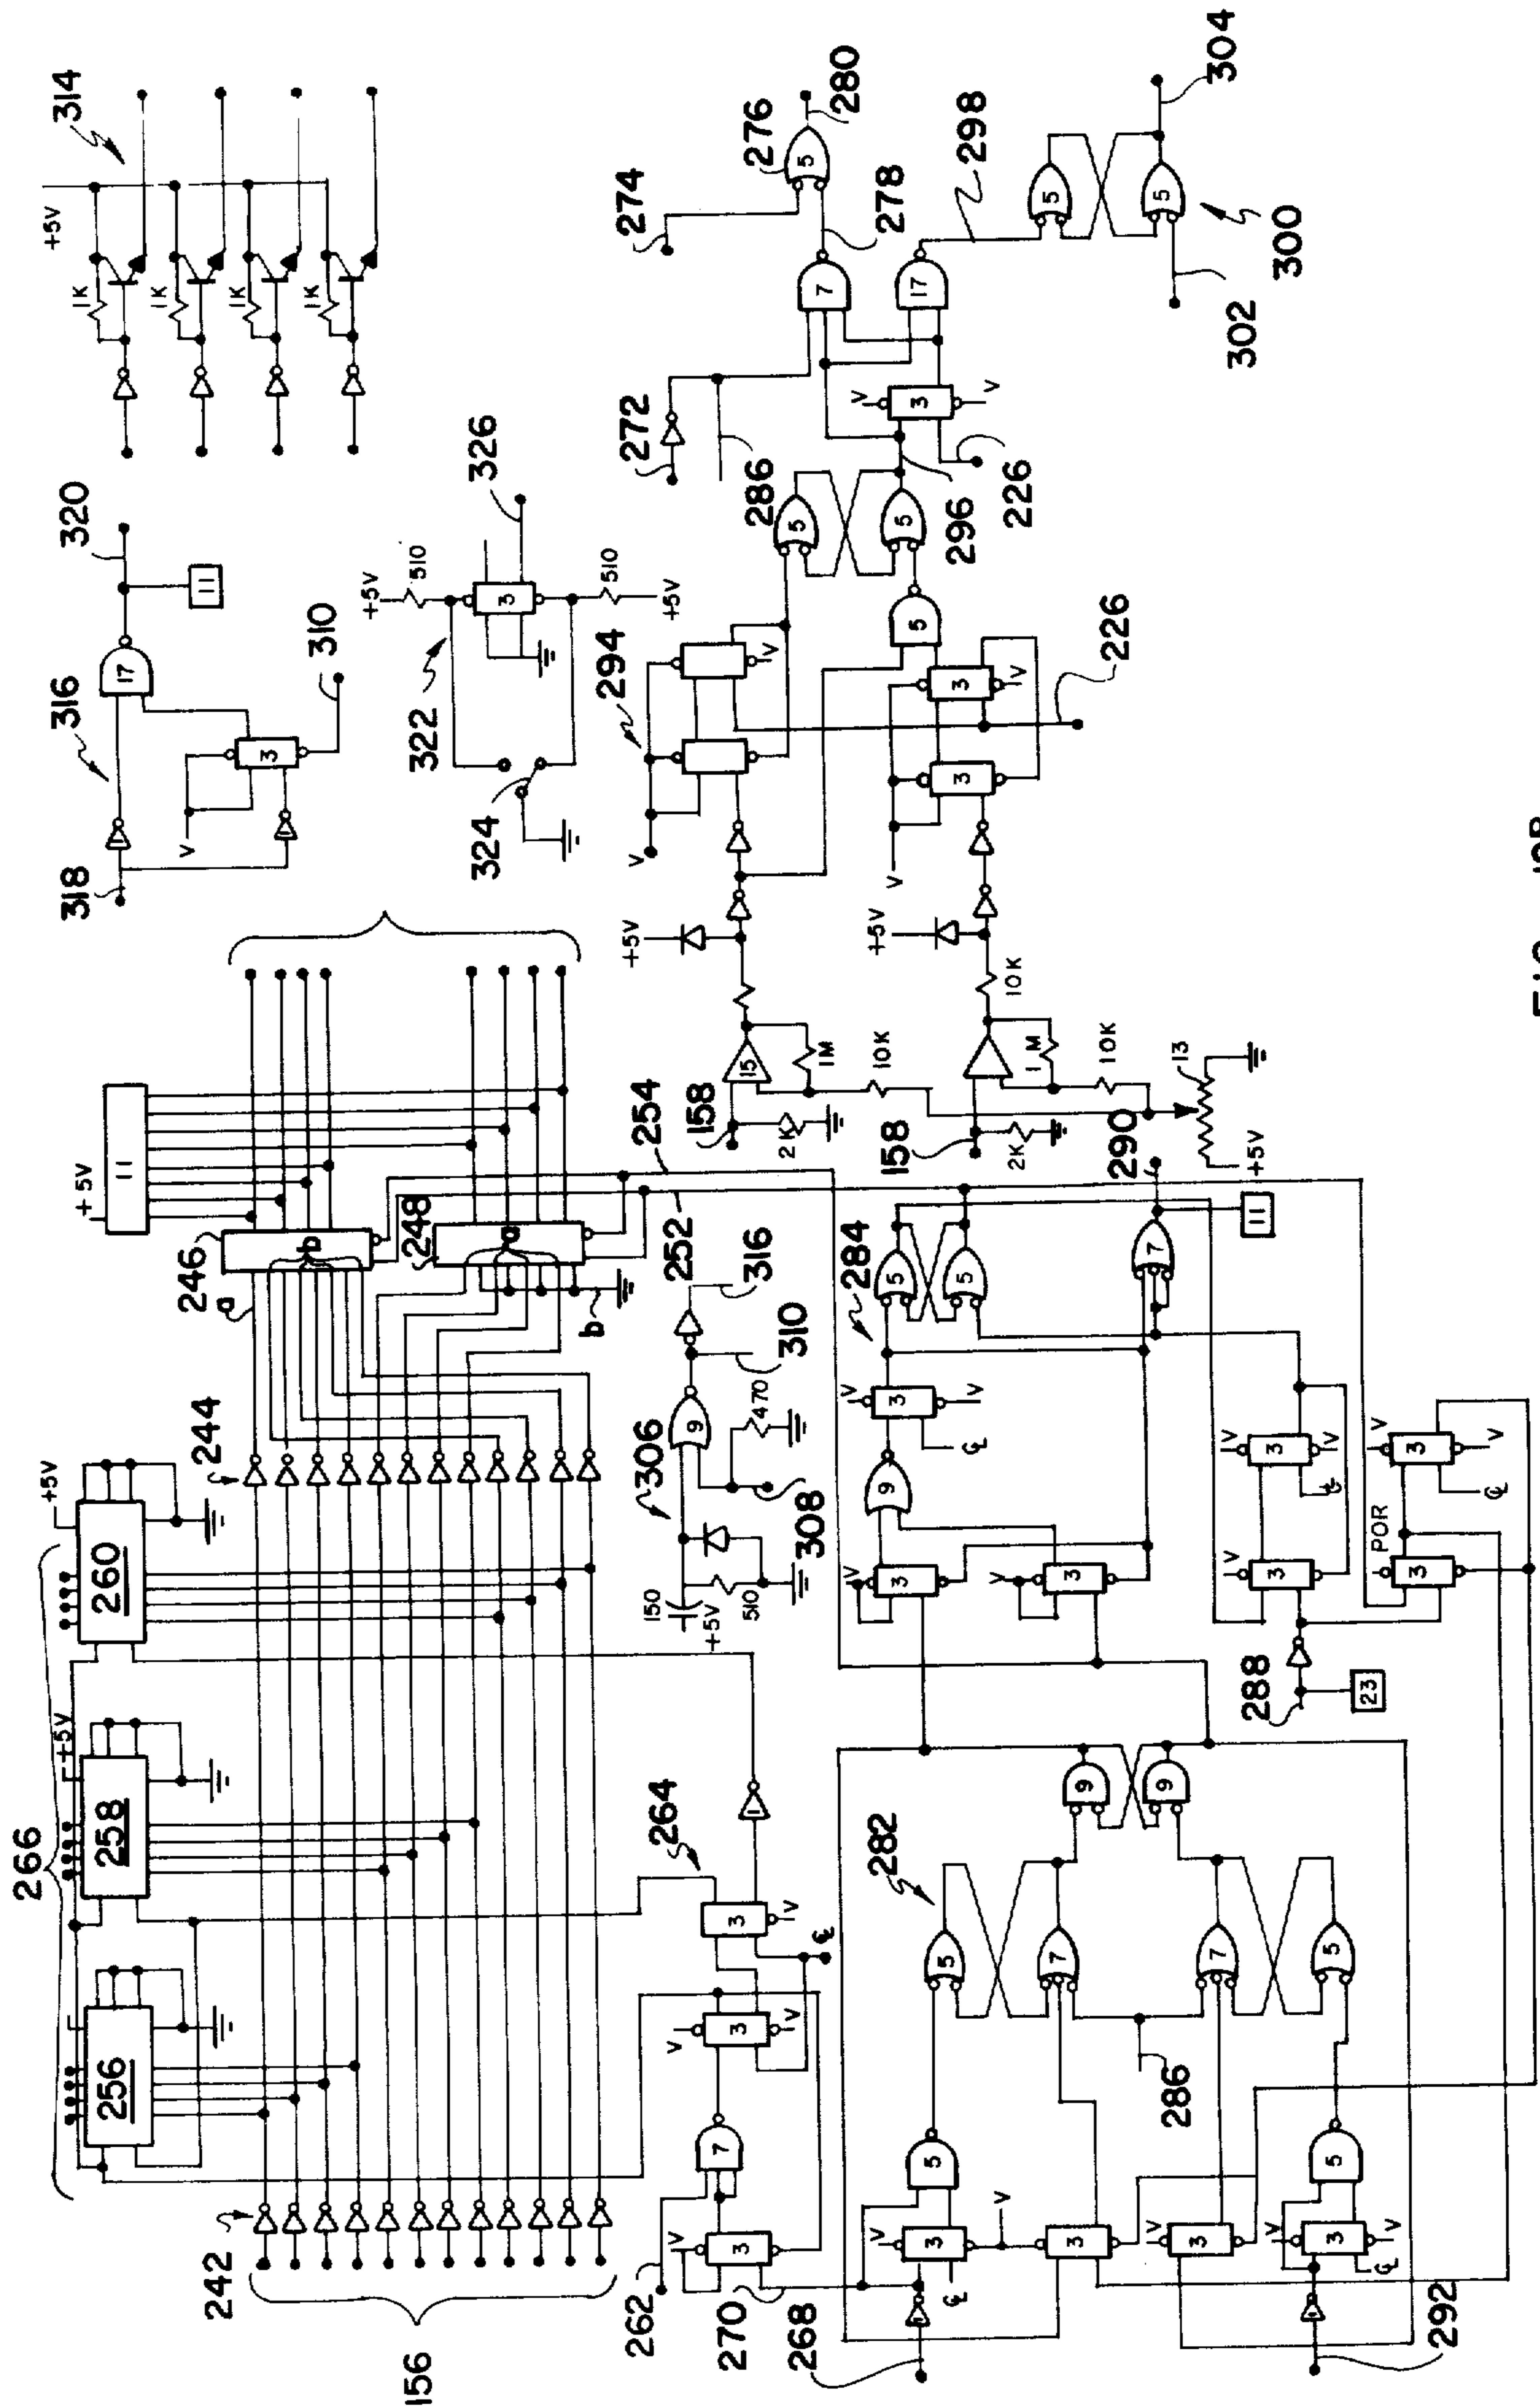 266
+5V
+5V
+5V
11
256
258
260
244
246
a
b
248
a
b
242
156
254
252
316
310
306
9
470
308
150
+5V
510
318
V
316
3
17
320
11
310
+5V
314
1K
1K
1K
1K
322
324
+5V
510
3
510
+5V
326
262
270
V
3
7
V
3
V
264
3
V
℄
1
268
1
℄
V
3
5
V
3
V
3
V
3
V
℄
5
1
292
282
5
7
7
5
286
9
9
284
V
3
V
3
9
V
3
V
℄
5
5
7
290
11
288
23
V
3
V
3
V
℄
POR
3
V
3
V
℄
158
2K
15
1M
10K
+5V
158
2K
1M
10K
10K
+5V
13
+5V
V
294
V
3
3
V
V
226
5
5
5
286
272
296
226
V
3
V
7
17
274
278
276
5
280
298
5
5
300
302
304